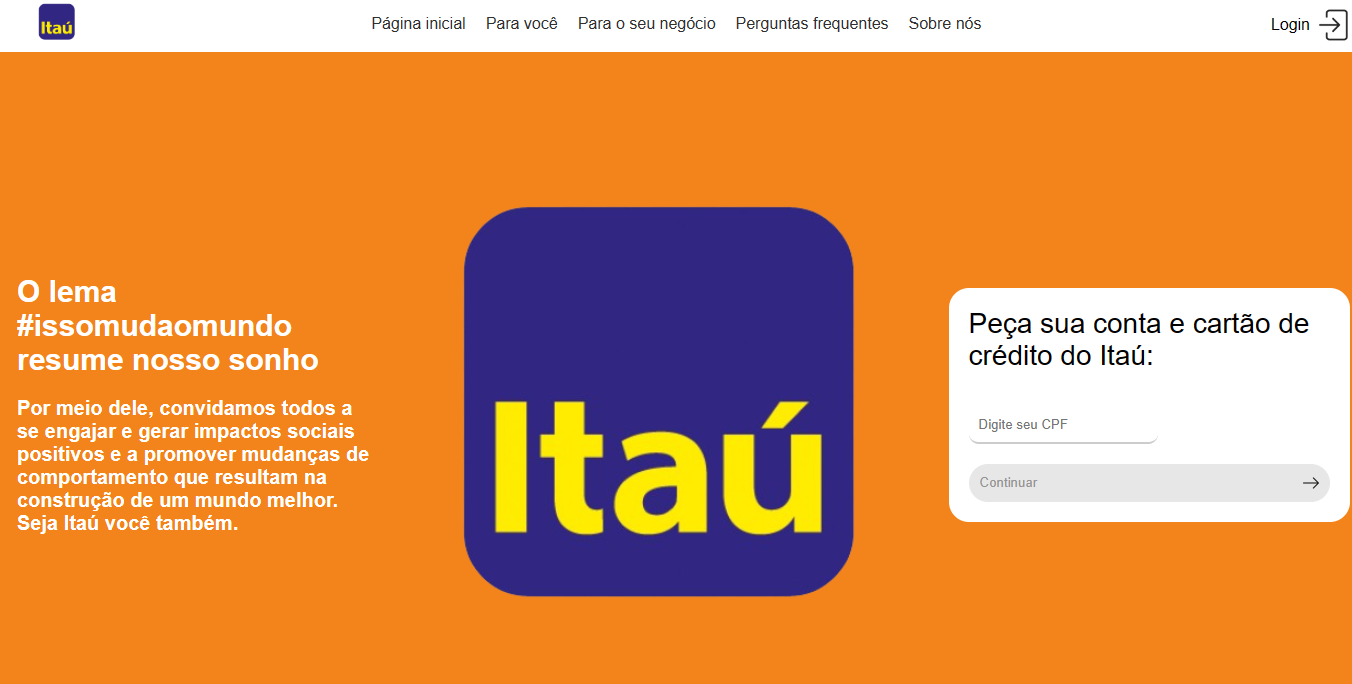 Itaú
Página inicial Para você Para o seu negócio Perguntas frequentes Sobre nós
Login
O lema
#issomudaomundo
resume nosso sonho
Por meio dele, convidamos todos a
se engajar e gerar impactos sociais
positivos e a promover mudanças de
comportamento que resultam na
construção de um mundo melhor.
Seja Itaú você também.
Itaú
Peça sua conta e cartão de
crédito do Itaú:
Digite seu CPF
Continuar